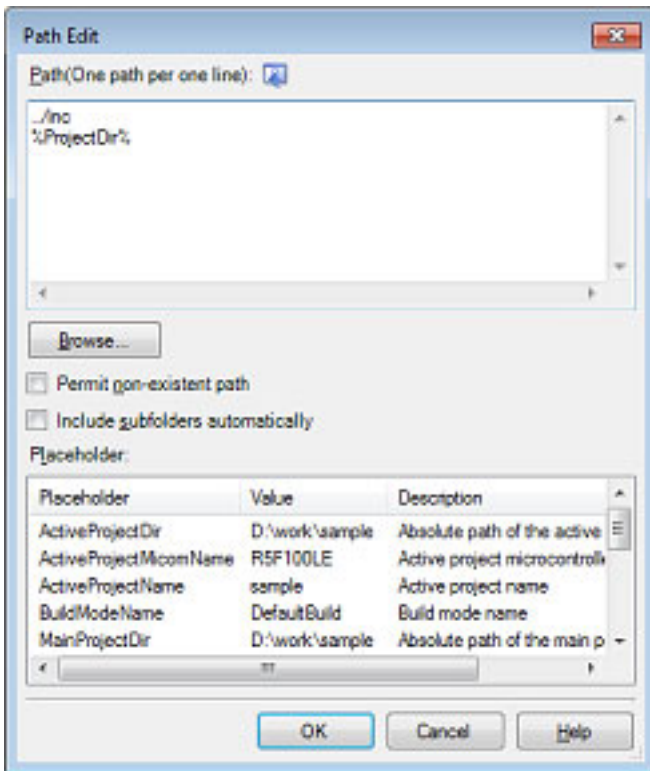 Path Edit
Path(One path per one line):
../inc
%ProjectDir%
Browse...
Permit non-existent path
Include subfolders automatically
Placeholder:
Placeholder Value Description
ActiveProjectDir D:\work\sample Absolute path of the active
ActiveProjectMicomName R5F100LE Active project microcontroll
ActiveProjectName sample Active project name
BuildModeName DefaultBuild Build mode name
MainProjectDir D:\work\sample Absolute path of the main p
OK Cancel Help